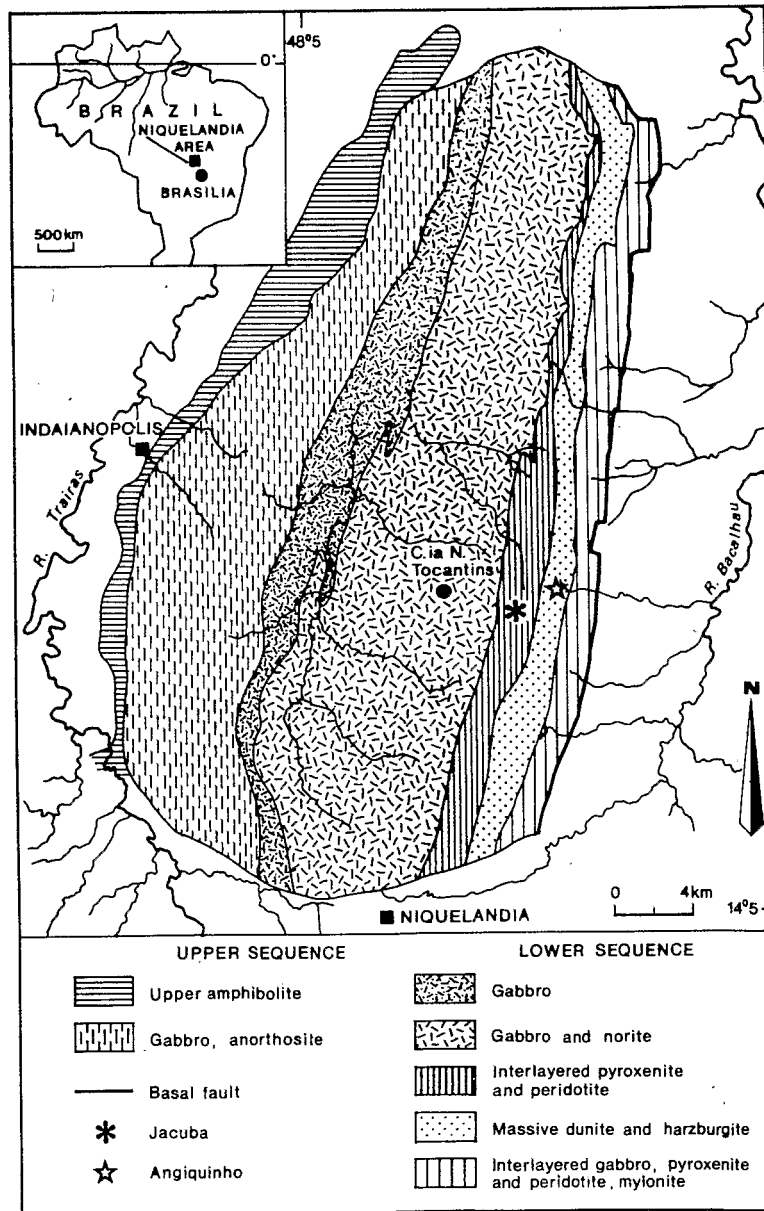 48°5
0°
B R A Z I L
NIQUELANDIA
AREA
BRASILIA
500km
INDAIANOPOLIS
R. Trairas
C.ia N.
Tocantins
R. Bacalhau
N
0 4km
14°5
NIQUELANDIA
UPPER SEQUENCE
Upper amphibolite
Gabbro, anorthosite
Basal fault
Jacuba
Angiquinho
LOWER SEQUENCE
Gabbro
Gabbro and norite
Interlayered pyroxenite
and peridotite
Massive dunite and harzburgite
Interlayered gabbro, pyroxenite
and peridotite, mylonite